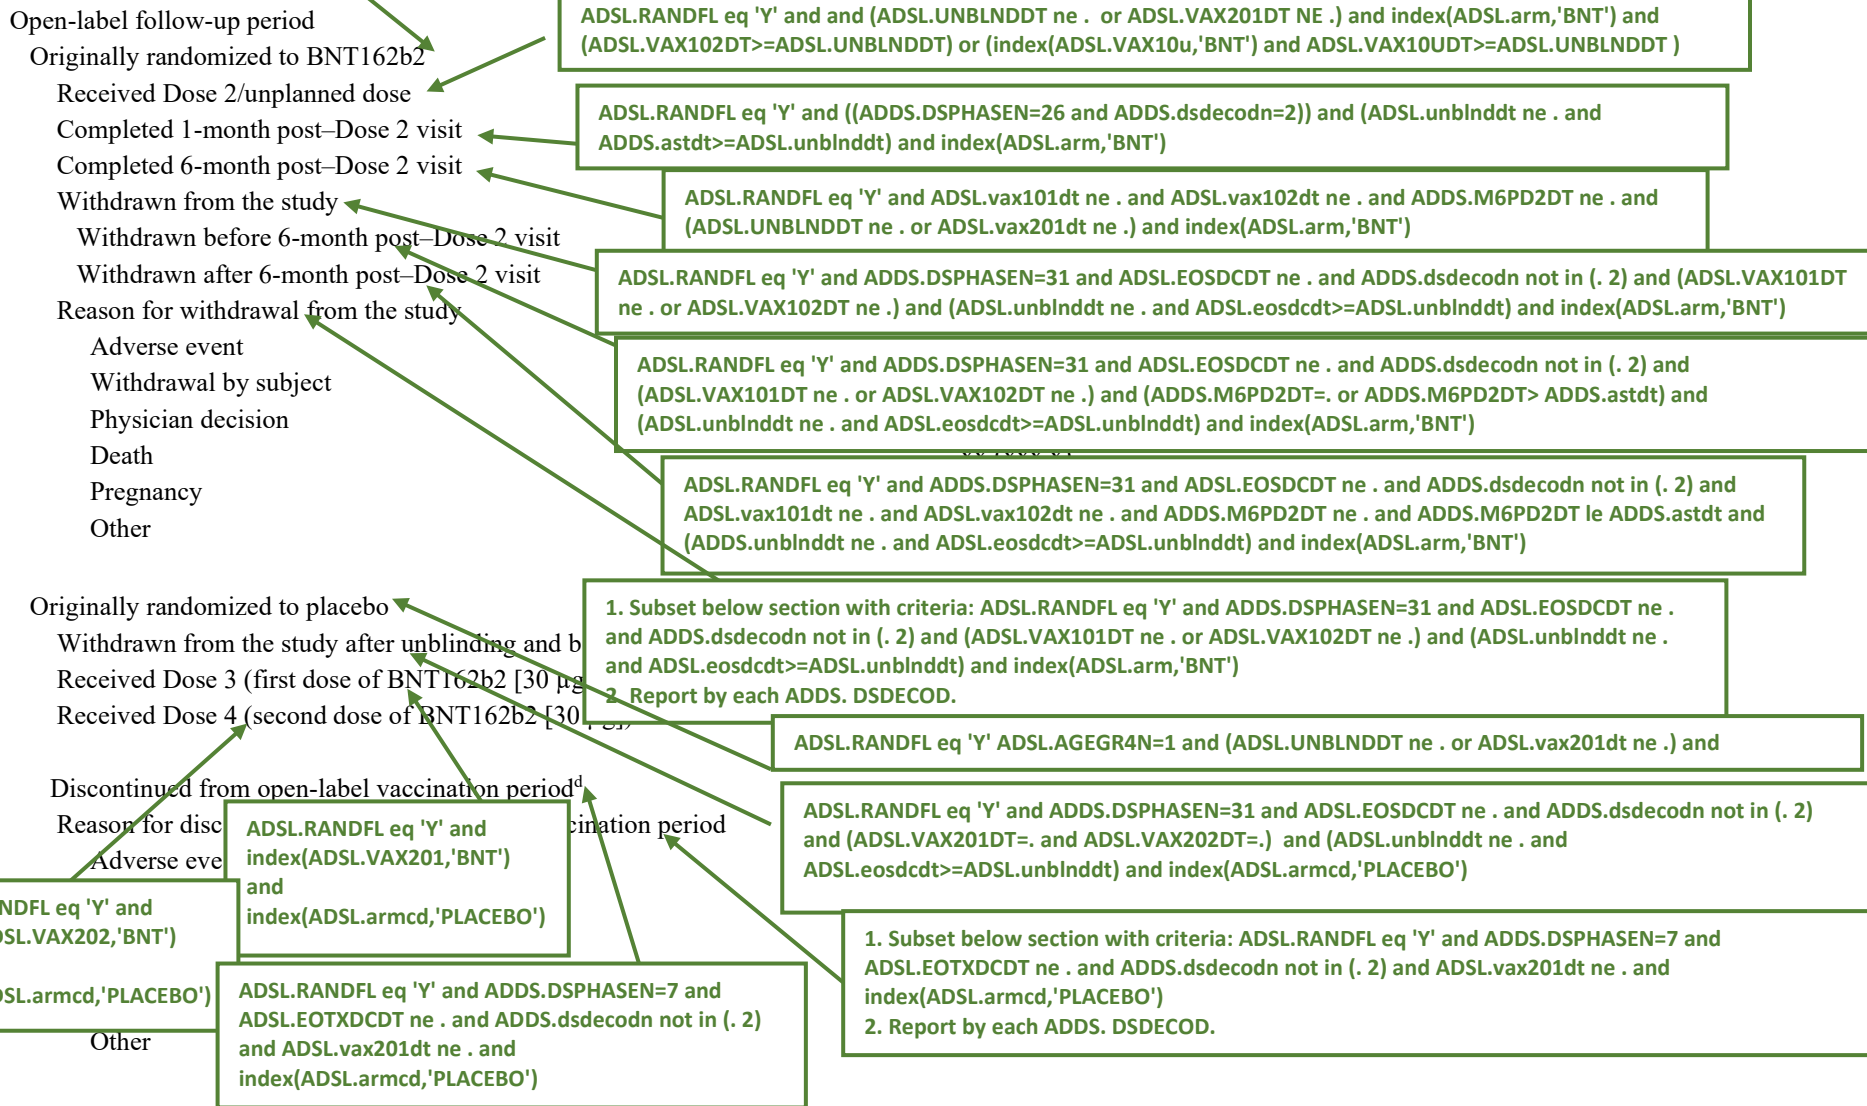 Open-label follow-up period
Originally randomized to BNT162b2
Received Dose 2/unplanned dose
Completed 1-month post–Dose 2 visit
Completed 6-month post–Dose 2 visit
Withdrawn from the study
Withdrawn before 6-month post–Dose 2 visit
Withdrawn after 6-month post–Dose 2 visit
Reason for withdrawal from the study
Adverse event
Withdrawal by subject
Physician decision
Death
Pregnancy
Other
Originally randomized to placebo
Withdrawn from the study after unblinding and b
Received Dose 3 (first dose of BNT162b2 [30 µg
Received Dose 4 (second dose of BNT162b2 [30 µg])
Discontinued from open-label vaccination period^d
Reason for disc
cination period
Adverse eve
Other
ADSL.RANDFL eq 'Y' and and (ADSL.UNBLNDDT ne .  or ADSL.VAX201DT NE .) and index(ADSL.arm,'BNT') and
(ADSL.VAX102DT>=ADSL.UNBLNDDT) or (index(ADSL.VAX10u,'BNT') and ADSL.VAX10UDT>=ADSL.UNBLNDDT )
ADSL.RANDFL eq 'Y' and ((ADDS.DSPHASEN=26 and ADDS.dsdecodn=2)) and (ADSL.unblnddt ne . and
ADDS.astdt>=ADSL.unblnddt) and index(ADSL.arm,'BNT')
ADSL.RANDFL eq 'Y' and ADSL.vax101dt ne . and ADSL.vax102dt ne . and ADDS.M6PD2DT ne . and
(ADSL.UNBLNDDT ne . or ADSL.vax201dt ne .) and index(ADSL.arm,'BNT')
ADSL.RANDFL eq 'Y' and ADDS.DSPHASEN=31 and ADSL.EOSDCDT ne . and ADDS.dsdecodn not in (. 2) and (ADSL.VAX101DT
ne . or ADSL.VAX102DT ne .) and (ADSL.unblnddt ne . and ADSL.eosdcdt>=ADSL.unblnddt) and index(ADSL.arm,'BNT')
ADSL.RANDFL eq 'Y' and ADDS.DSPHASEN=31 and ADSL.EOSDCDT ne . and ADDS.dsdecodn not in (. 2) and
(ADSL.VAX101DT ne . or ADSL.VAX102DT ne .) and (ADDS.M6PD2DT=. or ADDS.M6PD2DT> ADDS.astdt) and
(ADSL.unblnddt ne . and ADSL.eosdcdt>=ADSL.unblnddt) and index(ADSL.arm,'BNT')
ADSL.RANDFL eq 'Y' and ADDS.DSPHASEN=31 and ADSL.EOSDCDT ne . and ADDS.dsdecodn not in (. 2) and
ADSL.vax101dt ne . and ADSL.vax102dt ne . and ADDS.M6PD2DT ne . and ADDS.M6PD2DT le ADDS.astdt and
(ADDS.unblnddt ne . and ADSL.eosdcdt>=ADSL.unblnddt) and index(ADSL.arm,'BNT')
1. Subset below section with criteria: ADSL.RANDFL eq 'Y' and ADDS.DSPHASEN=31 and ADSL.EOSDCDT ne .
and ADDS.dsdecodn not in (. 2) and (ADSL.VAX101DT ne . or ADSL.VAX102DT ne .) and (ADSL.unblnddt ne .
and ADSL.eosdcdt>=ADSL.unblnddt) and index(ADSL.arm,'BNT')
2. Report by each ADDS. DSDECOD.
ADSL.RANDFL eq 'Y' ADSL.AGEGR4N=1 and (ADSL.UNBLNDDT ne . or ADSL.vax201dt ne .) and
ADSL.RANDFL eq 'Y' and ADDS.DSPHASEN=31 and ADSL.EOSDCDT ne . and ADDS.dsdecodn not in (. 2)
and (ADSL.VAX201DT=. and ADSL.VAX202DT=.)  and (ADSL.unblnddt ne . and
ADSL.eosdcdt>=ADSL.unblnddt) and index(ADSL.armcd,'PLACEBO')
ADSL.RANDFL eq 'Y' and
index(ADSL.VAX201,'BNT')
and
index(ADSL.armcd,'PLACEBO')
NDFL eq 'Y' and
DSL.VAX202,'BNT')
DSL.armcd,'PLACEBO')
ADSL.RANDFL eq 'Y' and ADDS.DSPHASEN=7 and
ADSL.EOTXDCDT ne . and ADDS.dsdecodn not in (. 2)
and ADSL.vax201dt ne . and
index(ADSL.armcd,'PLACEBO')
1. Subset below section with criteria: ADSL.RANDFL eq 'Y' and ADDS.DSPHASEN=7 and
ADSL.EOTXDCDT ne . and ADDS.dsdecodn not in (. 2) and ADSL.vax201dt ne . and
index(ADSL.armcd,'PLACEBO')
2. Report by each ADDS. DSDECOD.